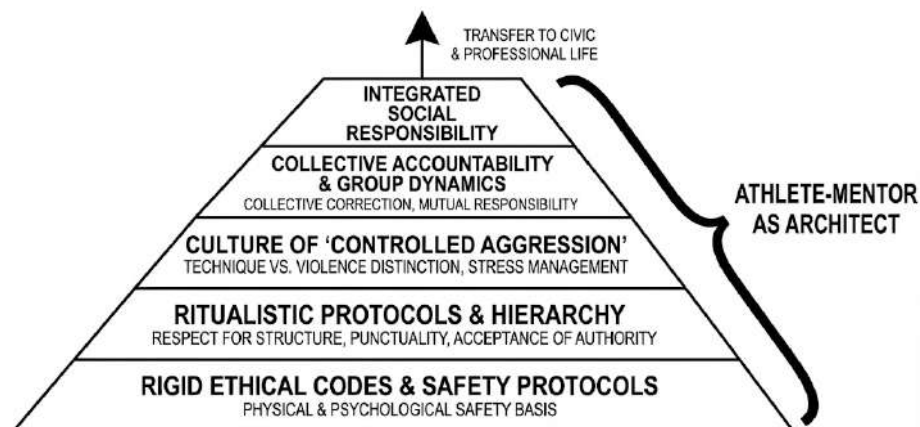 TRANSFER TO CIVIC
& PROFESSIONAL LIFE
INTEGRATED
SOCIAL
RESPONSIBILITY
COLLECTIVE ACCOUNTABILITY
& GROUP DYNAMICS
COLLECTIVE CORRECTION, MUTUAL RESPONSIBILITY
CULTURE OF ‘CONTROLLED AGGRESSION’
TECHNIQUE VS. VIOLENCE DISTINCTION, STRESS MANAGEMENT
RITUALISTIC PROTOCOLS & HIERARCHY
RESPECT FOR STRUCTURE, PUNCTUALITY, ACCEPTANCE OF AUTHORITY
RIGID ETHICAL CODES & SAFETY PROTOCOLS
PHYSICAL & PSYCHOLOGICAL SAFETY BASIS
ATHLETE-MENTOR
AS ARCHITECT